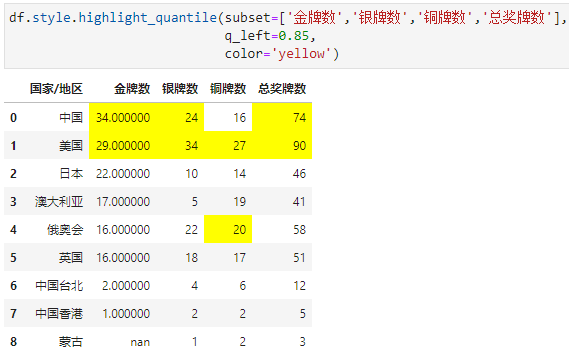 df.style.highlight_quantile(subset=['金牌数','银牌数','铜牌数','总奖牌数'],
q_left=0.85,
color='yellow')
国家/地区 金牌数 银牌数 铜牌数 总奖牌数
0 中国 34.000000 24 16 74
1 美国 29.000000 34 27 90
2 日本 22.000000 10 14 46
3 澳大利亚 17.000000 5 19 41
4 俄奥会 16.000000 22 20 58
5 英国 16.000000 18 17 51
6 中国台北 2.000000 4 6 12
7 中国香港 1.000000 2 2 5
8 蒙古 nan 1 2 3